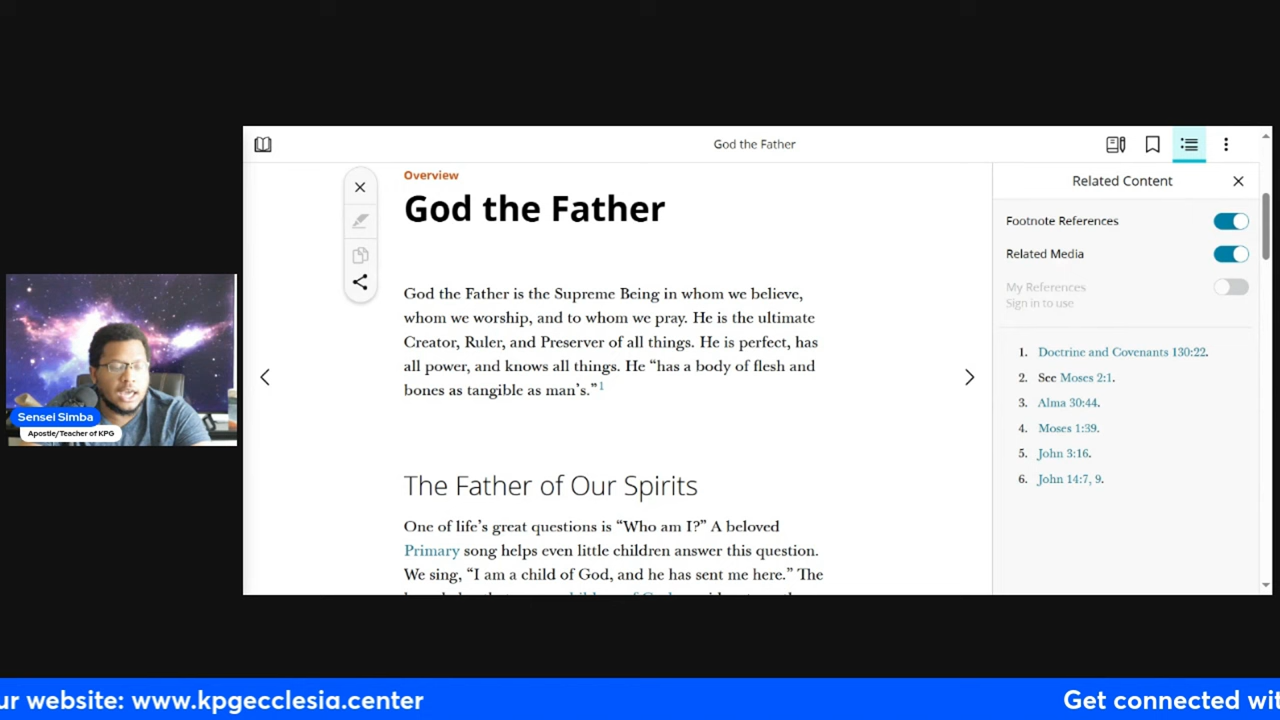 God the Father
Overview
God the Father
God the Father is the Supreme Being in whom we believe,
whom we worship, and to whom we pray. He is the ultimate
Creator, Ruler, and Preserver of all things. He is perfect, has
all power, and knows all things. He “has a body of flesh and
bones as tangible as man’s.”1
The Father of Our Spirits
One of life’s great questions is “Who am I?” A beloved
Primary song helps even little children answer this question.
We sing, “I am a child of God, and he has sent me here.” The
Related Content
Footnote References
Related Media
My References
Sign in to use
1. Doctrine and Covenants 130:22.
2. See Moses 2:1.
3. Alma 30:44.
4. Moses 1:39.
5. John 3:16.
6. John 14:7, 9.
Sensei Simba
Apostle/Teacher of KPG
ur website: www.kpgecclesia.center
Get connected wit